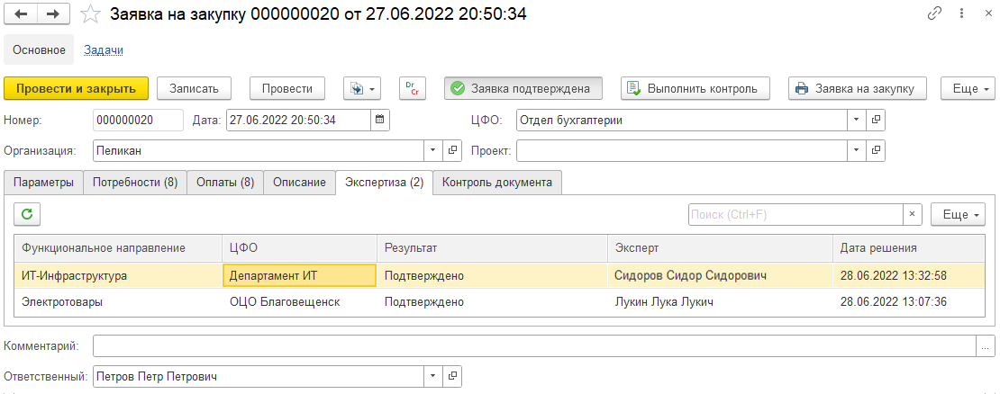 Заявка на закупку 000000020 от 27.06.2022 20:50:34
Основное Задачи
Провести и закрыть Записать Провести Dr Cr Заявка подтверждена Выполнить контроль Заявка на закупку Еще
Номер: 000000020 Дата: 27.06.2022 20:50:34 ЦФО: Отдел бухгалтерии
Организация: Пеликан Проект:
Параметры Потребности (8) Оплаты (8) Описание Экспертиза (2) Контроль документа
Поиск (Ctrl+F) × Еще
Функциональное направление ЦФО Результат Эксперт Дата решения
ИТ-Инфраструктура Департамент ИТ Подтверждено Сидоров Сидор Сидорович 28.06.2022 13:32:58
Электротовары ОЦО Благовещенск Подтверждено Лукин Лука Лукич 28.06.2022 13:07:36
Комментарий: ...
Ответственный: Петров Петр Петрович